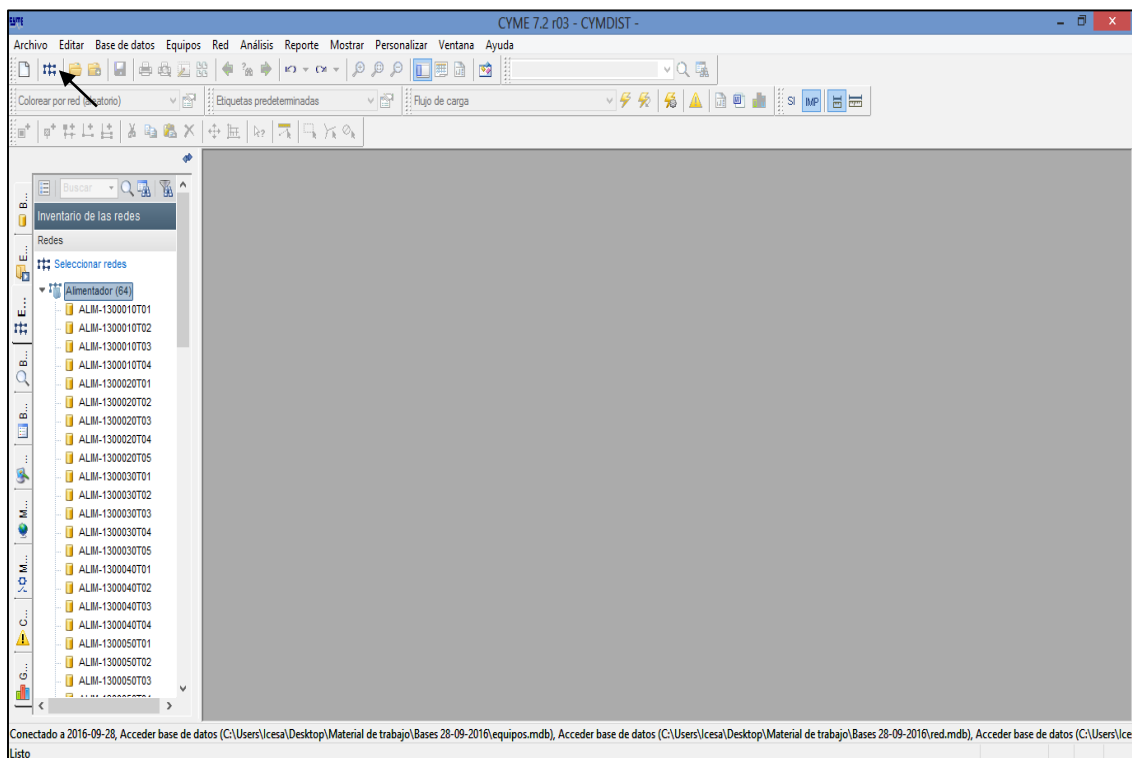 CYME
CYME 7.2 r03 - CYMDIST -
Archivo Editar Base de datos Equipos Red Análisis Reporte Mostrar Personalizar Ventana Ayuda
Colorear por red (aleatorio) Etiquetas predeterminadas Flujo de carga SI IMP
Buscar
Inventario de las redes
Redes
Seleccionar redes
Alimentador (64)
ALIM-1300010T01
ALIM-1300010T02
ALIM-1300010T03
ALIM-1300010T04
ALIM-1300020T01
ALIM-1300020T02
ALIM-1300020T03
ALIM-1300020T04
ALIM-1300020T05
ALIM-1300030T01
ALIM-1300030T02
ALIM-1300030T03
ALIM-1300030T04
ALIM-1300030T05
ALIM-1300040T01
ALIM-1300040T02
ALIM-1300040T03
ALIM-1300040T04
ALIM-1300050T01
ALIM-1300050T02
ALIM-1300050T03
B...
E...
E...
B...
B...
...
M...
M...
C...
G...
Conectado a 2016-09-28, Acceder base de datos (C:\Users\Icesa\Desktop\Material de trabajo\Bases 28-09-2016\equipos.mdb), Acceder base de datos (C:\Users\Icesa\Desktop\Material de trabajo\Bases 28-09-2016\red.mdb), Acceder base de datos (C:\Users\Ice
Listo